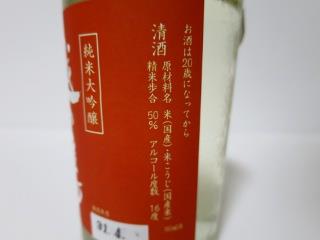 お酒は20歳になってから
清酒
原材料名 米(国産)・米こうじ(国産米)
精米歩合 50% アルコール度数 16度
純米大吟醸